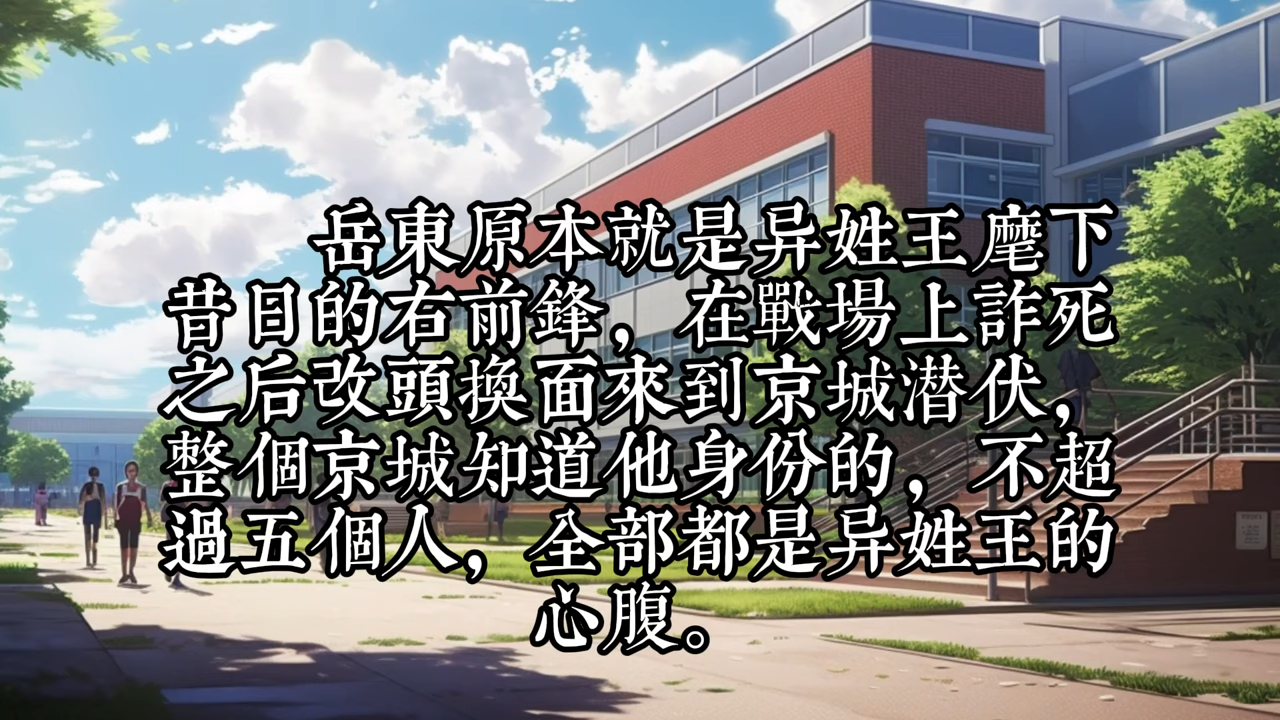 岳東原本就是异姓王麾下
昔日的右前鋒，在戰場上詐死
之后改頭換面來到京城潜伏，
整個京城知道他身份的，不超
過五個人，全部都是异姓王的
心腹。